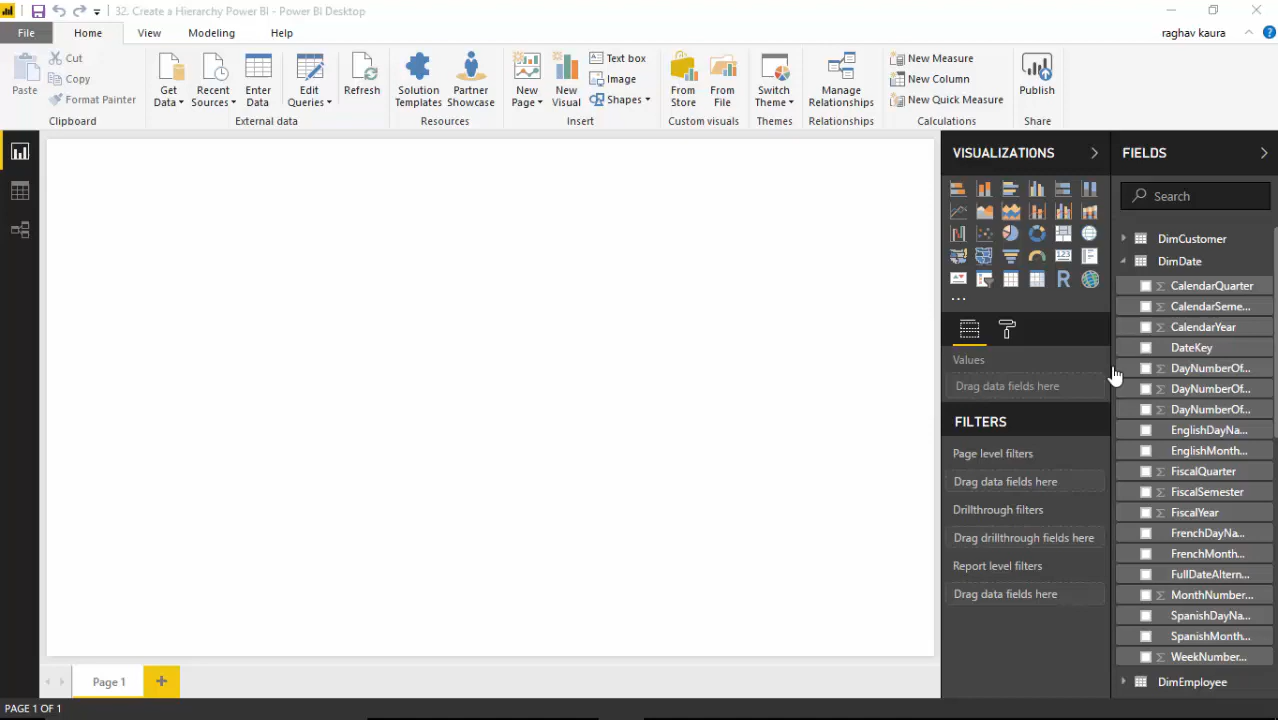 32. Create a Hierarchy Power BI - Power BI Desktop
File
Home
View
Modeling
Help
raghav kaura
Paste
Cut
Copy
Format Painter
Clipboard
Get Data
Recent Sources
Enter Data
Edit Queries
Refresh
External data
Solution Templates
Partner Showcase
Resources
New Page
New Visual
Text box
Image
Shapes
Insert
From Store
From File
Custom visuals
Switch Theme
Themes
Manage Relationships
Relationships
New Measure
New Column
New Quick Measure
Calculations
Publish
Share
VISUALIZATIONS
R
123
Values
Drag data fields here
FILTERS
Page level filters
Drag data fields here
Drillthrough filters
Drag drillthrough fields here
Report level filters
Drag data fields here
FIELDS
Search
DimCustomer
DimDate
Σ CalendarQuarter
Σ CalendarSeme...
Σ CalendarYear
DateKey
Σ DayNumberOf...
Σ DayNumberOf...
Σ DayNumberOf...
EnglishDayNa...
EnglishMonth...
Σ FiscalQuarter
Σ FiscalSemester
Σ FiscalYear
FrenchDayNa...
FrenchMonth...
FullDateAltern...
Σ MonthNumber...
SpanishDayNa...
SpanishMonth...
Σ WeekNumber...
DimEmployee
Page 1
PAGE 1 OF 1